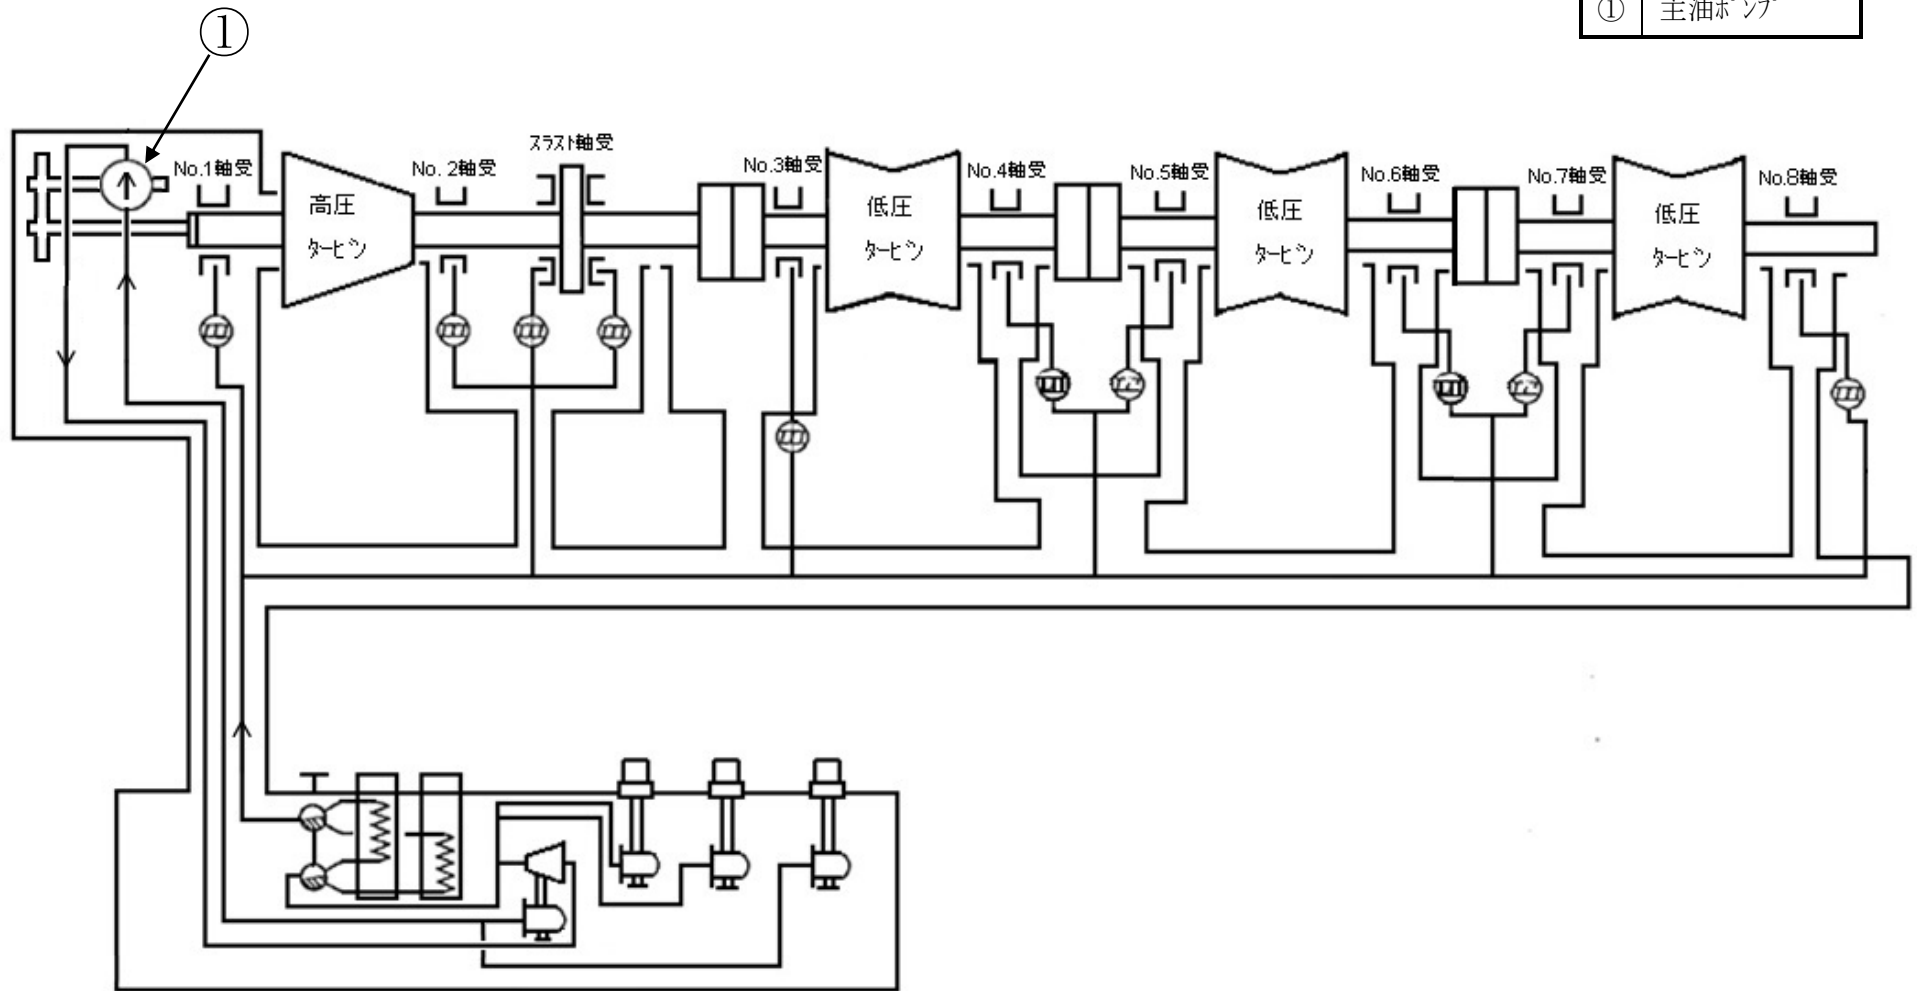 ① 主油ポンプ
①
No.1軸受
No. 2軸受
スラスト軸受
No.3軸受
No.4軸受
No.5軸受
No.6軸受
No.7軸受
No.8軸受
高圧
タービン
低圧
タービン
低圧
タービン
低圧
タービン